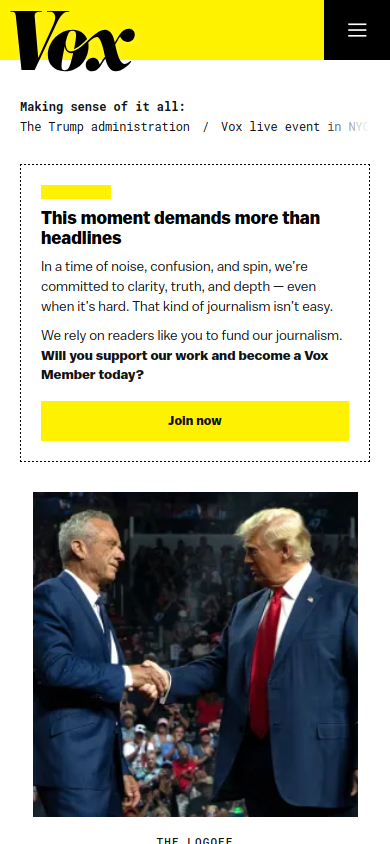 Vox
Making sense of it all:
The Trump administration / Vox live event in NYC
This moment demands more than
headlines
In a time of noise, confusion, and spin, we're
committed to clarity, truth, and depth — even
when it's hard. That kind of journalism isn't easy.
We rely on readers like you to fund our journalism.
Will you support our work and become a Vox
Member today?
Join now
THE LOGOFF